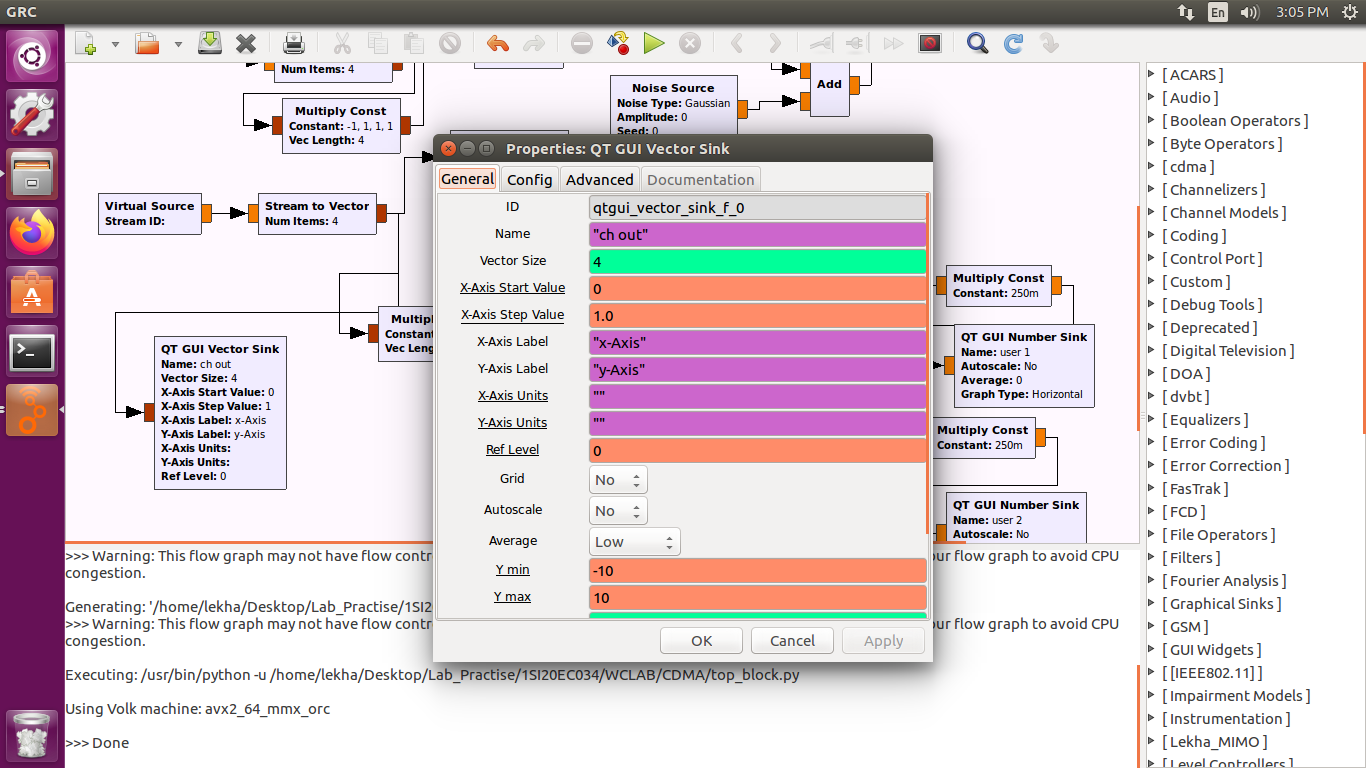 GRC
En
3:05 PM
Num Items: 4
Multiply Const
Constant: -1, 1, 1, 1
Vec Length: 4
Noise Source
Noise Type: Gaussian
Amplitude: 0
Seed: 0
Add
Virtual Source
Stream ID:
Stream to Vector
Num Items: 4
QT GUI Vector Sink
Name: ch out
Vector Size: 4
X-Axis Start Value: 0
X-Axis Step Value: 1
X-Axis Label: x-Axis
Y-Axis Label: y-Axis
X-Axis Units:
Y-Axis Units:
Ref Level: 0
Multipl
Constan
Vec Leng
Properties: QT GUI Vector Sink
General Config Advanced Documentation
ID qtgui_vector_sink_f_0
Name "ch out"
Vector Size 4
X-Axis Start Value 0
X-Axis Step Value 1.0
X-Axis Label "x-Axis"
Y-Axis Label "y-Axis"
X-Axis Units ""
Y-Axis Units ""
Ref Level 0
Grid No
Autoscale No
Average Low
Y min -10
Y max 10
OK Cancel Apply
Multiply Const
Constant: 250m
QT GUI Number Sink
Name: user 1
Autoscale: No
Average: 0
Graph Type: Horizontal
Multiply Const
Constant: 250m
QT GUI Number Sink
Name: user 2
Autoscale: No
>>> Warning: This flow graph may not have flow contr our flow graph to avoid CPU
congestion.
Generating: '/home/lekha/Desktop/Lab_Practise/1SI2
>>> Warning: This flow graph may not have flow contr our flow graph to avoid CPU
congestion.
Executing: /usr/bin/python -u /home/lekha/Desktop/Lab_Practise/1SI20EC034/WCLAB/CDMA/top_block.py
Using Volk machine: avx2_64_mmx_orc
>>> Done
[ ACARS ]
[ Audio ]
[ Boolean Operators ]
[ Byte Operators ]
[ cdma ]
[ Channelizers ]
[ Channel Models ]
[ Coding ]
[ Control Port ]
[ Custom ]
[ Debug Tools ]
[ Deprecated ]
[ Digital Television ]
[ DOA ]
[ dvbt ]
[ Equalizers ]
[ Error Coding ]
[ Error Correction ]
[ FasTrak ]
[ FCD ]
[ File Operators ]
[ Filters ]
[ Fourier Analysis ]
[ Graphical Sinks ]
[ GSM ]
[ GUI Widgets ]
[ [IEEE802.11] ]
[ Impairment Models ]
[ Instrumentation ]
[ Lekha_MIMO ]
[ Level Controllers ]